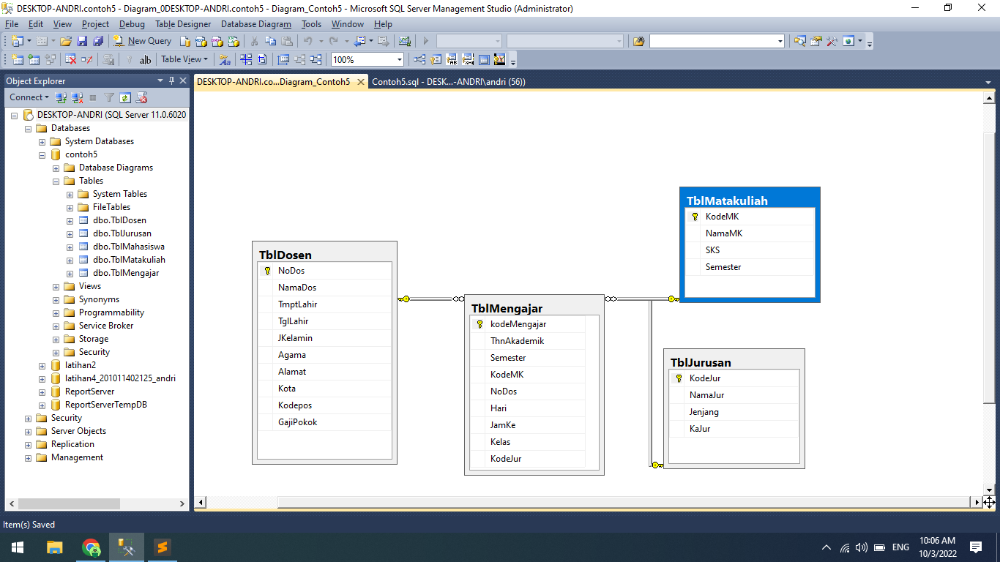 DESKTOP-ANDRI.contoh5 - Diagram_0DESKTOP-ANDRI.contoh5 - Diagram_Contoh5 - Microsoft SQL Server Management Studio (Administrator)
File Edit View Project Debug Table Designer Database Diagram Tools Window Help
New Query
Table View 100%
Object Explorer
Connect
DESKTOP-ANDRI (SQL Server 11.0.6020
Databases
System Databases
contoh5
Database Diagrams
Tables
System Tables
FileTables
dbo.TblDosen
dbo.TblJurusan
dbo.TblMahasiswa
dbo.TblMatakuliah
dbo.TblMengajar
Views
Synonyms
Programmability
Service Broker
Storage
Security
latihan2
latihan4_201011402125_andri
ReportServer
ReportServerTempDB
Security
Server Objects
Replication
Management
DESKTOP-ANDRI.co...Diagram_Contoh5
Contoh5.sql - DESK...-ANDRI\andri (56))
TblDosen
NoDos
NamaDos
TmptLahir
TglLahir
JKelamin
Agama
Alamat
Kota
Kodepos
GajiPokok
TblMengajar
kodeMengajar
ThnAkademik
Semester
KodeMK
NoDos
Hari
JamKe
Kelas
KodeJur
TblMatakuliah
KodeMK
NamaMK
SKS
Semester
TblJurusan
KodeJur
NamaJur
Jenjang
KaJur
Item(s) Saved
ENG
10:06 AM
10/3/2022